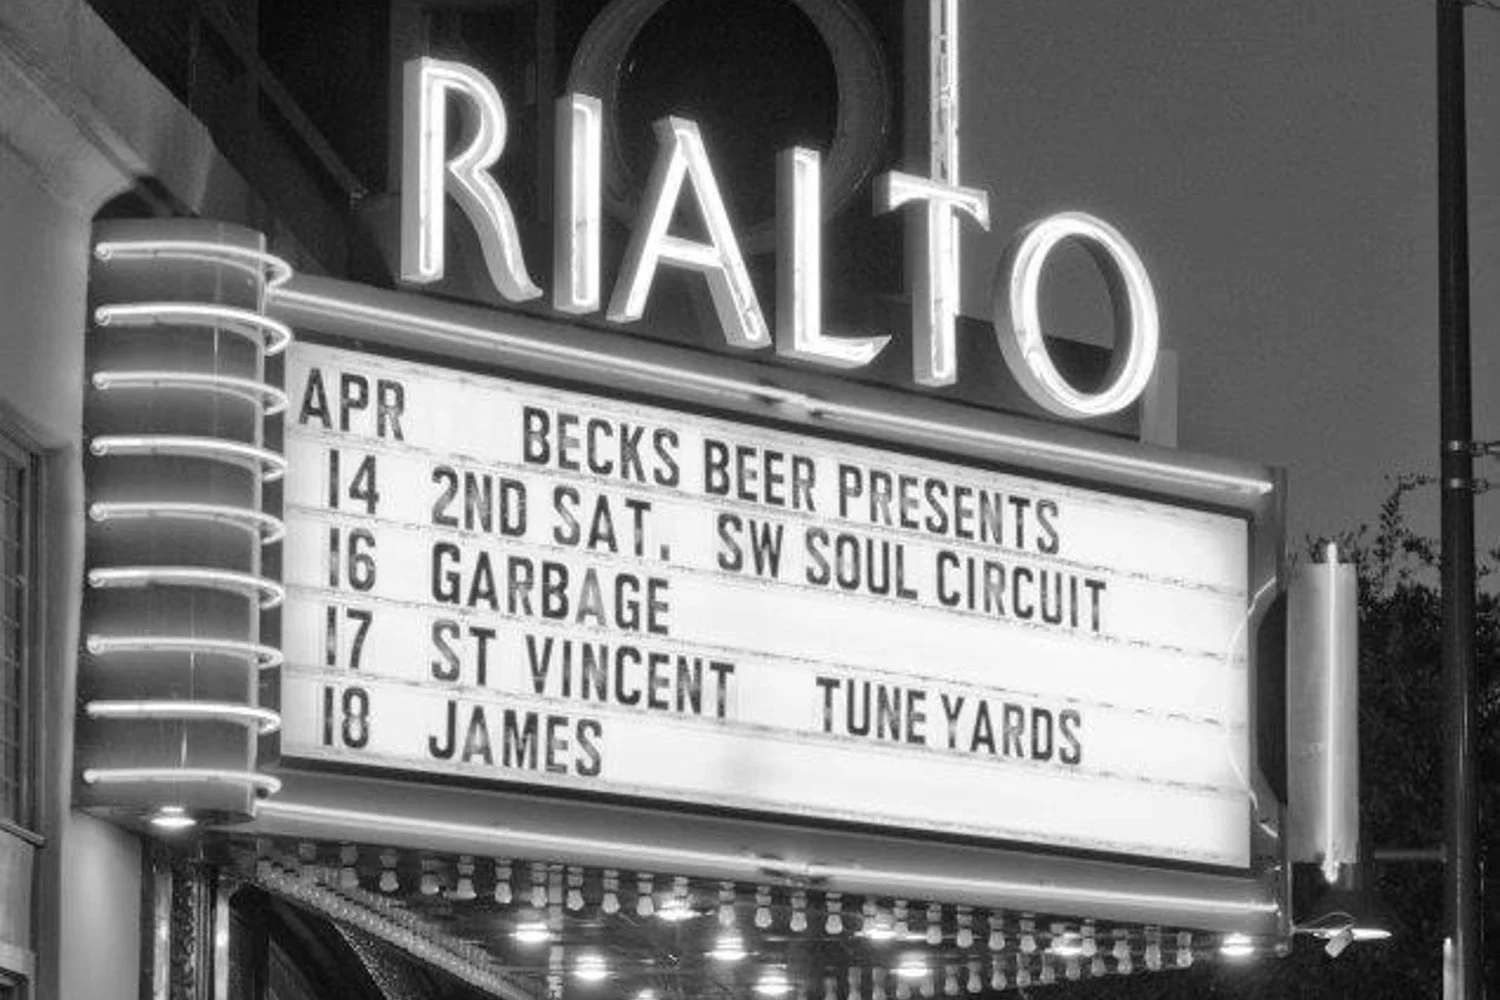 RIALTO
APR BECKS BEER PRESENTS
14 2ND SAT. SW SOUL CIRCUIT
16 GARBAGE
17 ST VINCENT TUNE YARDS
18 JAMES